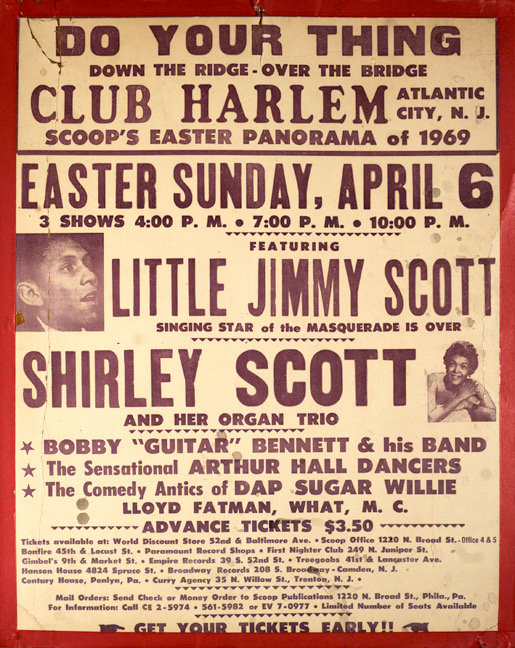 DO YOUR THING
DOWN THE RIDGE - OVER THE BRIDGE
CLUB HARLEM ATLANTIC CITY, N. J.
SCOOP'S EASTER PANORAMA of 1969
EASTER SUNDAY, APRIL 6
3 SHOWS 4:00 P. M. • 7:00 P. M. • 10:00 P. M.
FEATURING
LITTLE JIMMY SCOTT
SINGING STAR of the MASQUERADE IS OVER
SHIRLEY SCOTT
AND HER ORGAN TRIO
★ BOBBY "GUITAR" BENNETT & his BAND
★ The Sensational ARTHUR HALL DANCERS
★ The Comedy Antics of DAP SUGAR WILLIE
LLOYD FATMAN, WHAT, M. C.
ADVANCE TICKETS $3.50
Tickets available at: World Discount Store 52nd & Baltimore Ave. • Scoop Office 1220 N. Broad St. - Office 4 & 5
Bonfire 45th & Locust St. • Paramount Record Shops • First Nighter Club 249 N. Juniper St.
Gimbel's 9th & Market St. • Empire Records 39 S. 52nd St. • Treegoobs 41st & Lancaster Ave.
Hanson House 4824 Spruce St. • Broadway Records 208 S. Broadway - Camden, N. J.
Century House, Penlyn, Pa. • Curry Agency 35 N. Willow St., Trenton, N. J. •
Mail Orders: Send Check or Money Order to Scoop Publications 1220 N. Broad St., Phila., Pa.
For Information: Call CE 2-5974 • 561-5982 or EV 7-0977 • Limited Number of Seats Available
GET YOUR TICKETS EARLY!!